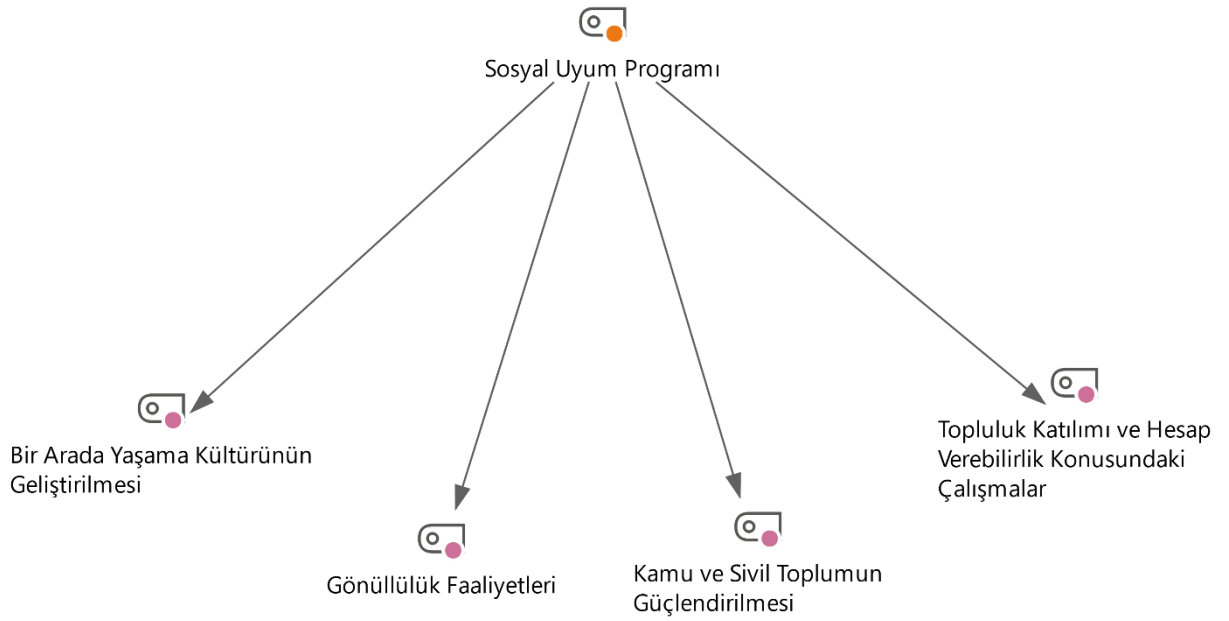 Sosyal Uyum Programı
Bir Arada Yaşama Kültürünün
Geliştirilmesi
Gönüllülük Faaliyetleri
Kamu ve Sivil Toplumun
Güçlendirilmesi
Topluluk Katılımı ve Hesap
Verebilirlik Konusundaki
Çalışmalar